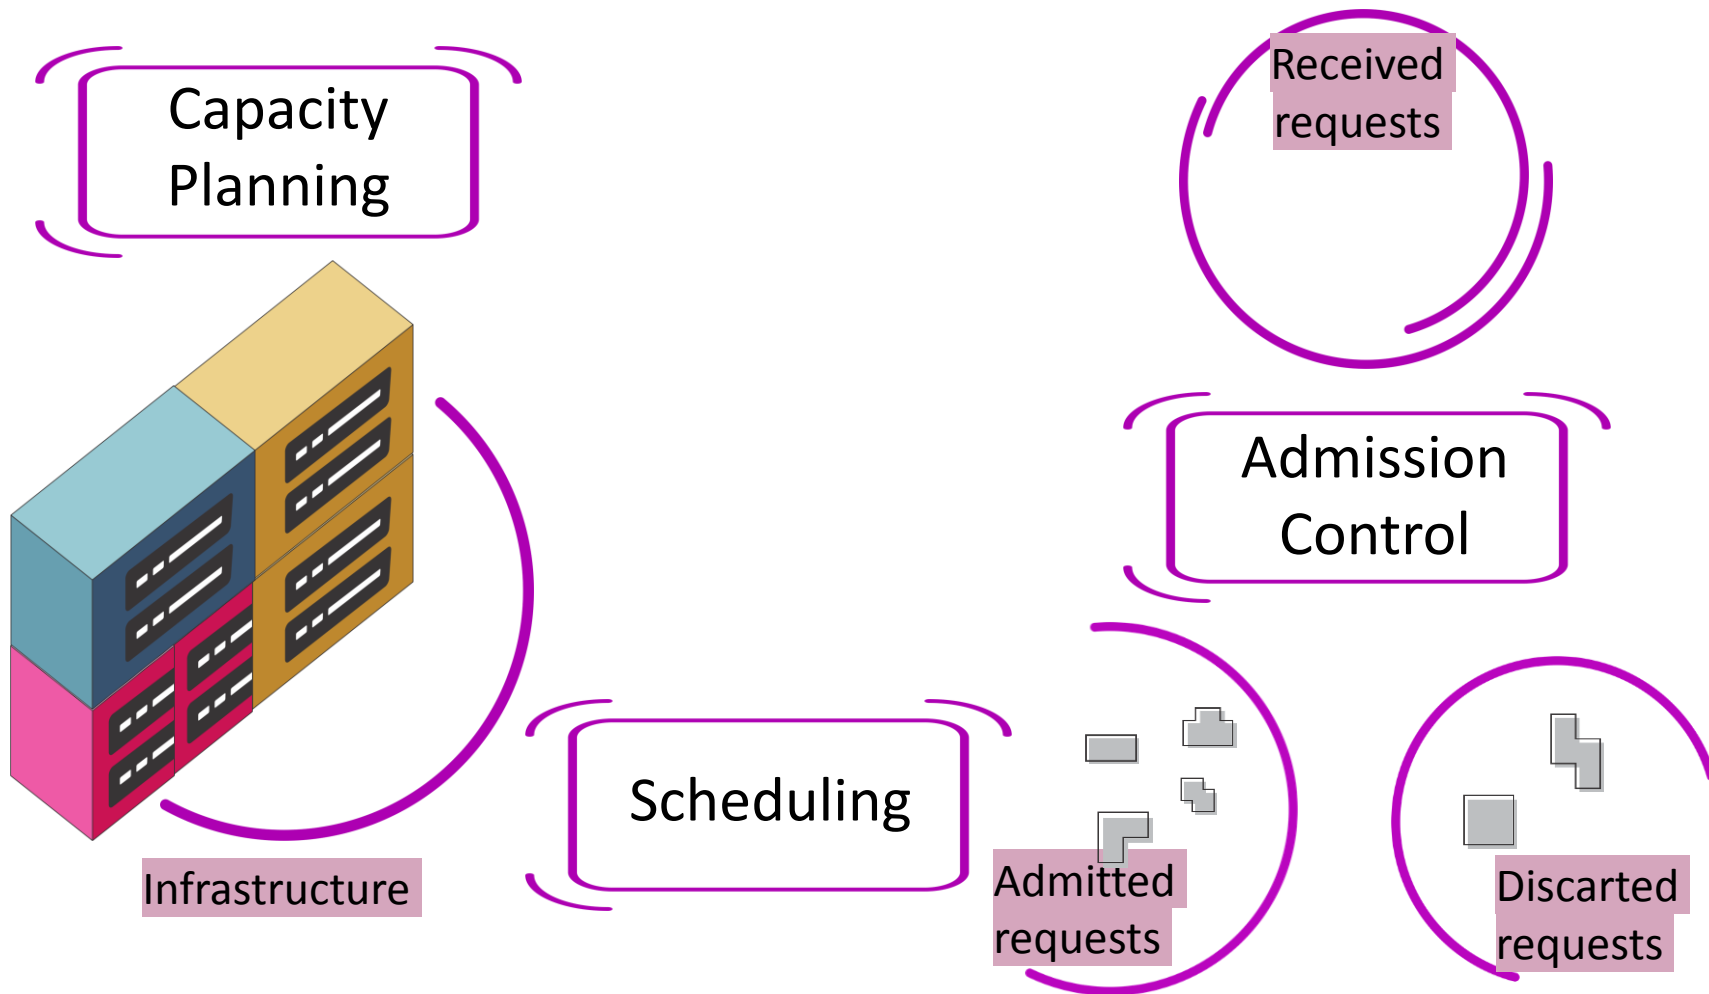 Capacity
Planning
Received
requests
Admission
Control
Scheduling
Infrastructure
Admitted
requests
Discarted
requests